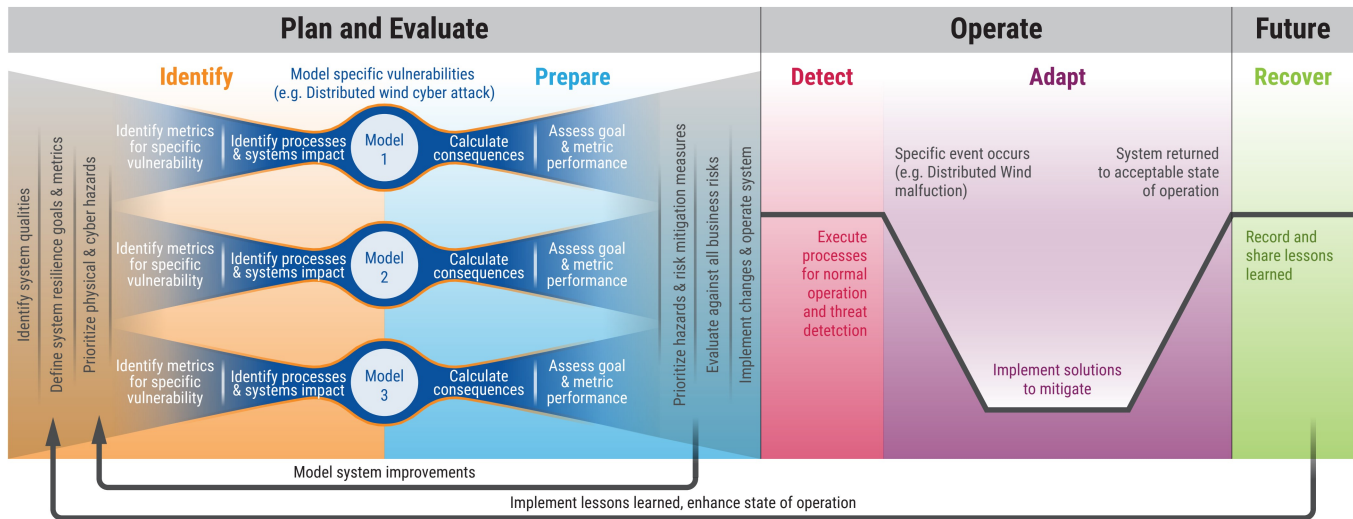 Plan and Evaluate
Operate
Future
Identify
Model specific vulnerabilities
(e.g. Distributed wind cyber attack)
Prepare
Detect
Adapt
Recover
Identify system qualities
Define system resilience goals & metrics
Prioritize physical & cyber hazards
Identify metrics
for specific
vulnerability
Identify processes
& systems impact
Model
1
Calculate
consequences
Assess goal
& metric
performance
Identify metrics
for specific
vulnerability
Identify processes
& systems impact
Model
2
Calculate
consequences
Assess goal
& metric
performance
Identify metrics
for specific
vulnerability
Identify processes
& systems impact
Model
3
Calculate
consequences
Assess goal
& metric
performance
Prioritize hazards & risk mitigation measures
Evaluate against all business risks
Implement changes & operate system
Execute
processes
for normal
operation
and threat
detetction
Specific event occurs
(e.g. Distributed Wind
malfuction)
System returned
to acceptable state
of operation
Implement solutions
to mitigate
Record and
share lessons
learned
Model system improvements
Implement lessons learned, enhance state of operation